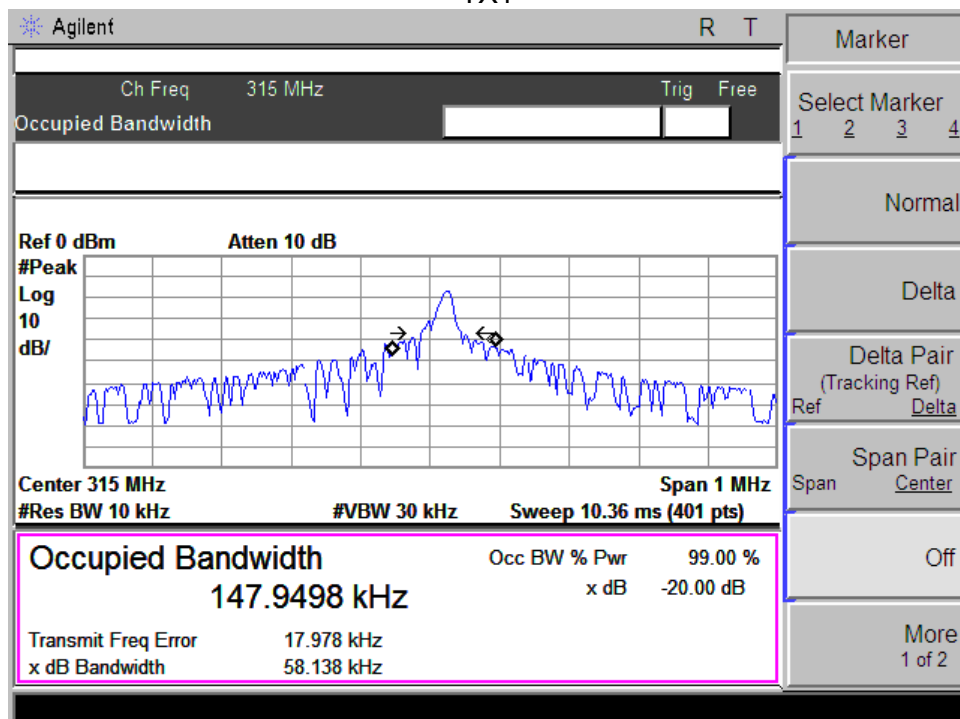 Agilent R T
Marker
Ch Freq 315 MHz Trig Free
Occupied Bandwidth
Select Marker
1 2 3 4
Normal
Ref 0 dBm Atten 10 dB
#Peak
Log
10
dB/
Delta
Delta Pair
(Tracking Ref)
Ref Delta
Span Pair
Span Center
Center 315 MHz Span 1 MHz
#Res BW 10 kHz #VBW 30 kHz Sweep 10.36 ms (401 pts)
Occupied Bandwidth Occ BW % Pwr 99.00 %
147.9498 kHz x dB -20.00 dB
Off
Transmit Freq Error 17.978 kHz
x dB Bandwidth 58.138 kHz
More
1 of 2